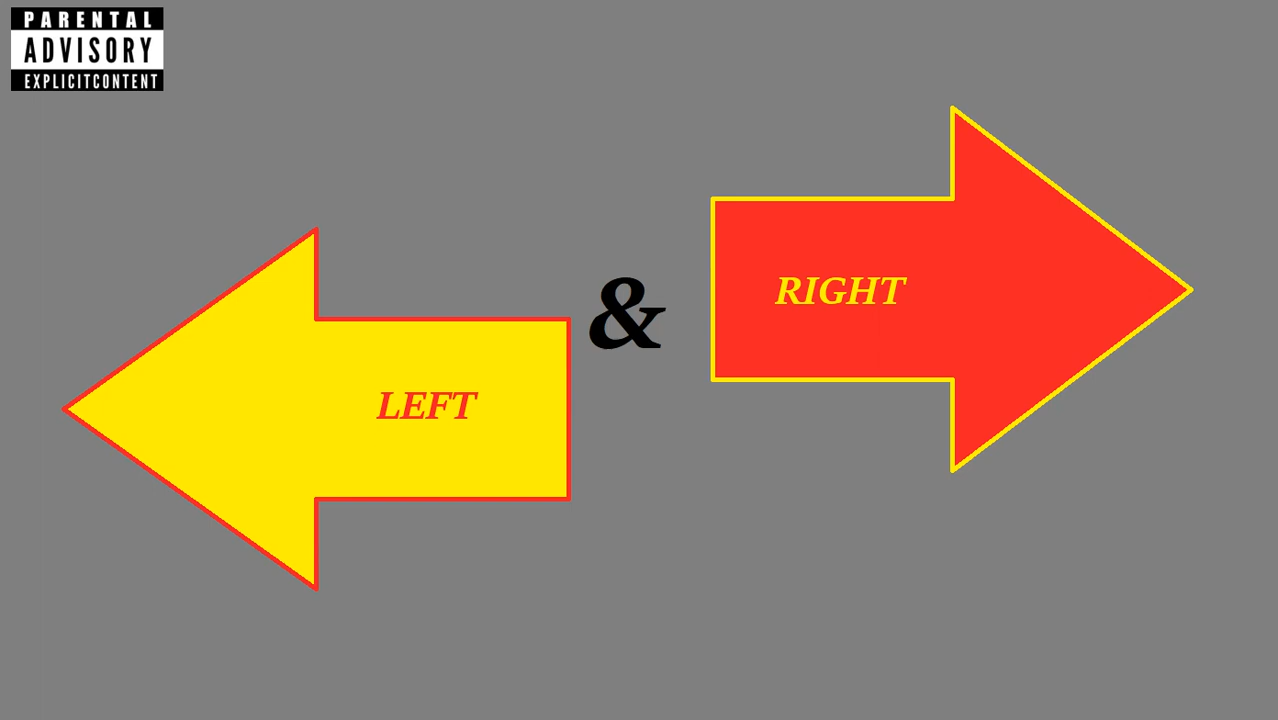 PARENTAL
ADVISORY
EXPLICITCONTENT
LEFT
&
RIGHT